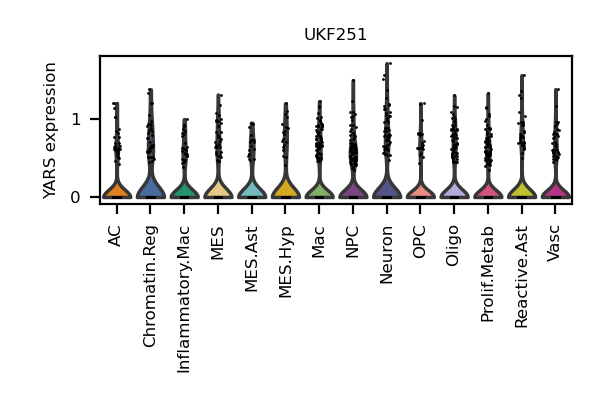 UKF251
YARS expression
1
0
AC
Chromatin.Reg
Inflammatory.Mac
MES
MES.Ast
MES.Hyp
Mac
NPC
Neuron
OPC
Oligo
Prolif.Metab
Reactive.Ast
Vasc